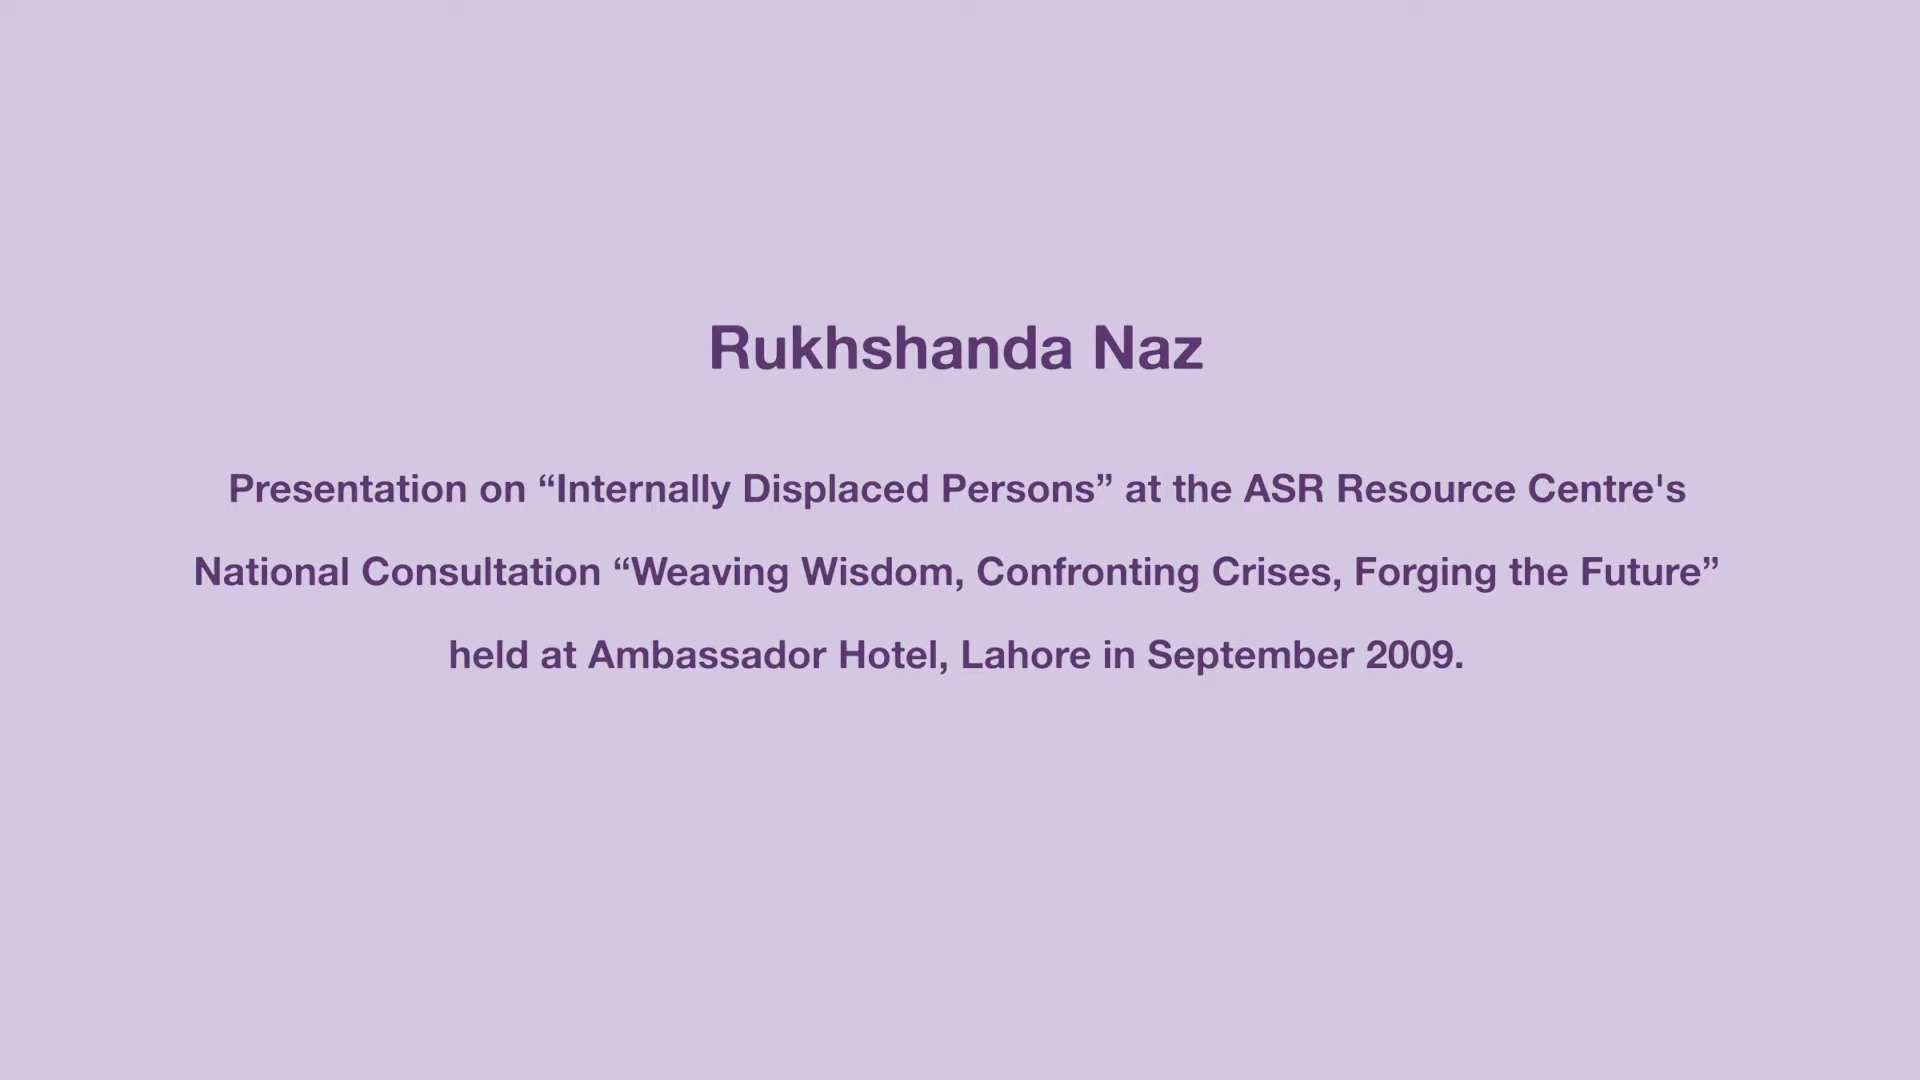 Rukhshanda Naz
Presentation on “Internally Displaced Persons” at the ASR Resource Centre's
National Consultation “Weaving Wisdom, Confronting Crises, Forging the Future”
held at Ambassador Hotel, Lahore in September 2009.